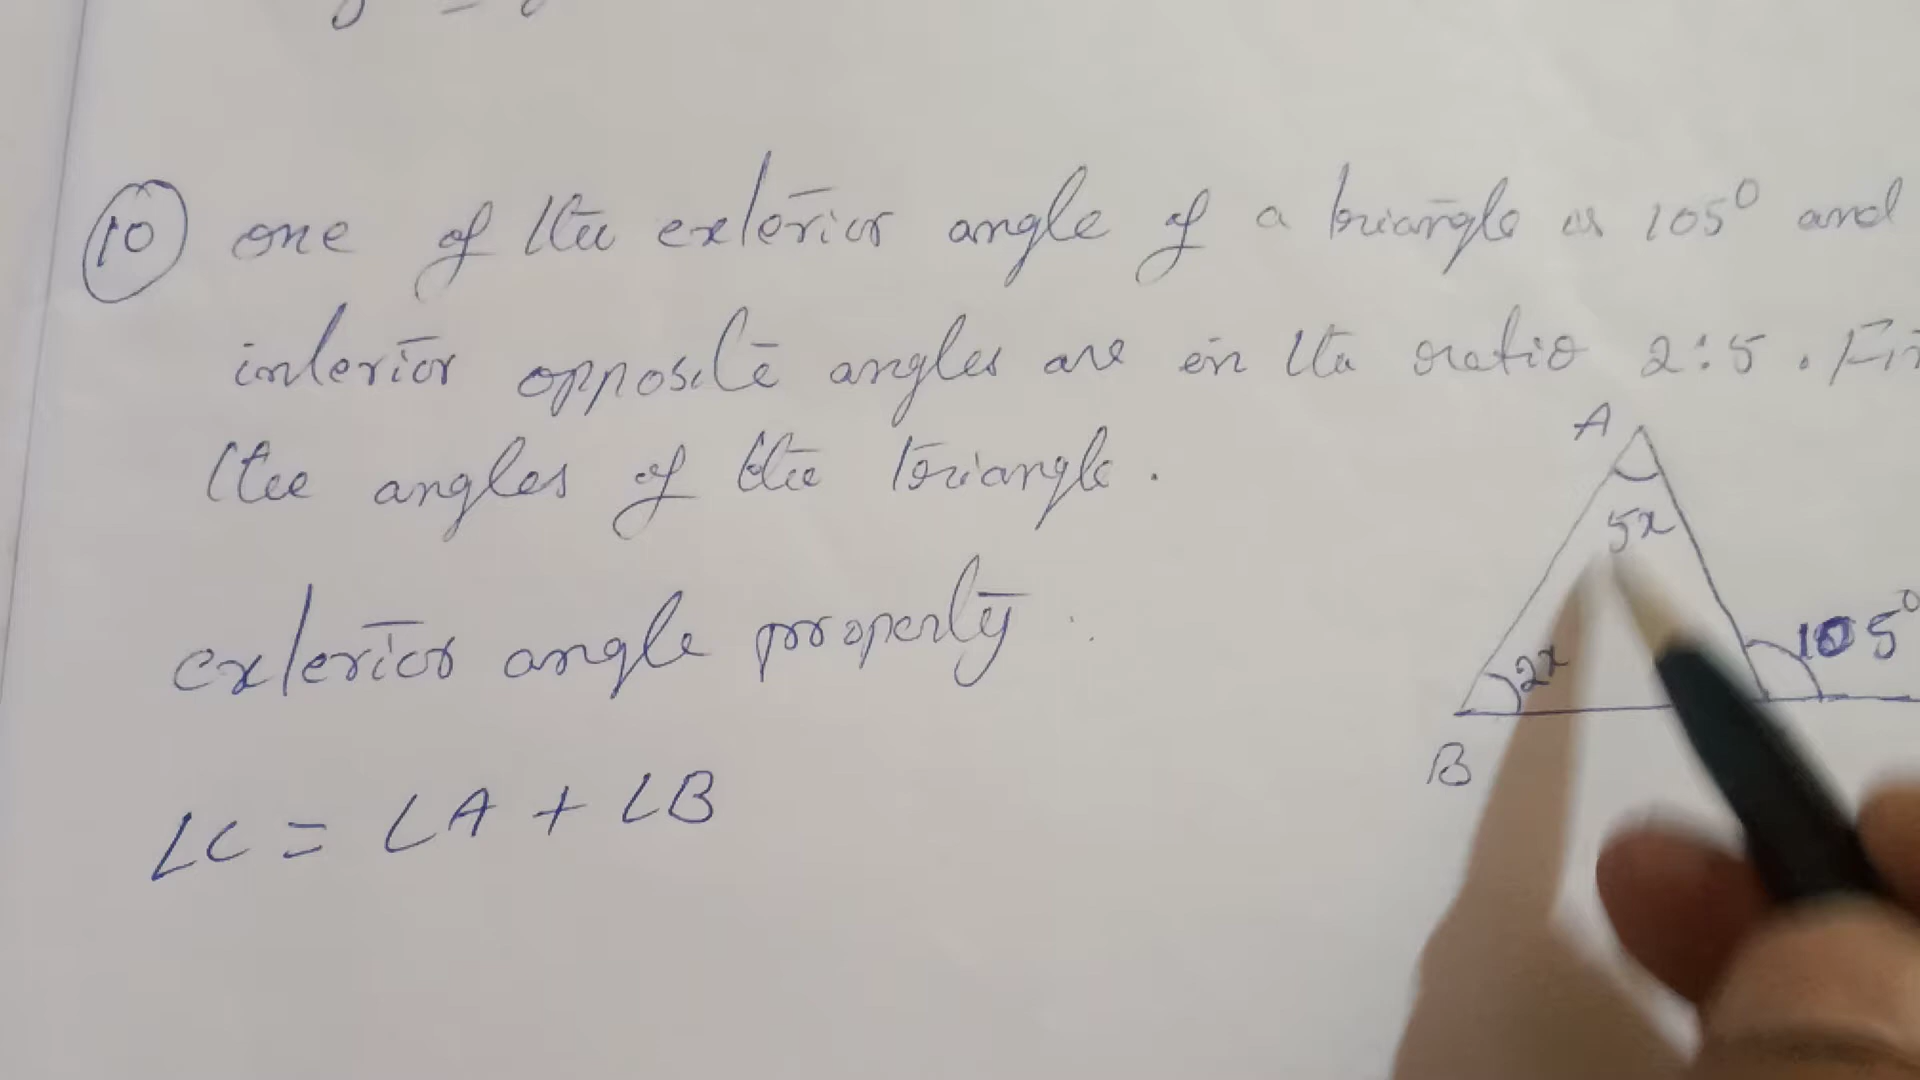 10 one of the exterior angle of a triangle is 105° and
interior opposite angles are in the ratio 2:5. Fi
the angles of the triangle.
A
5x
exterior angle property
105°
2x
B
∠C = ∠A + ∠B